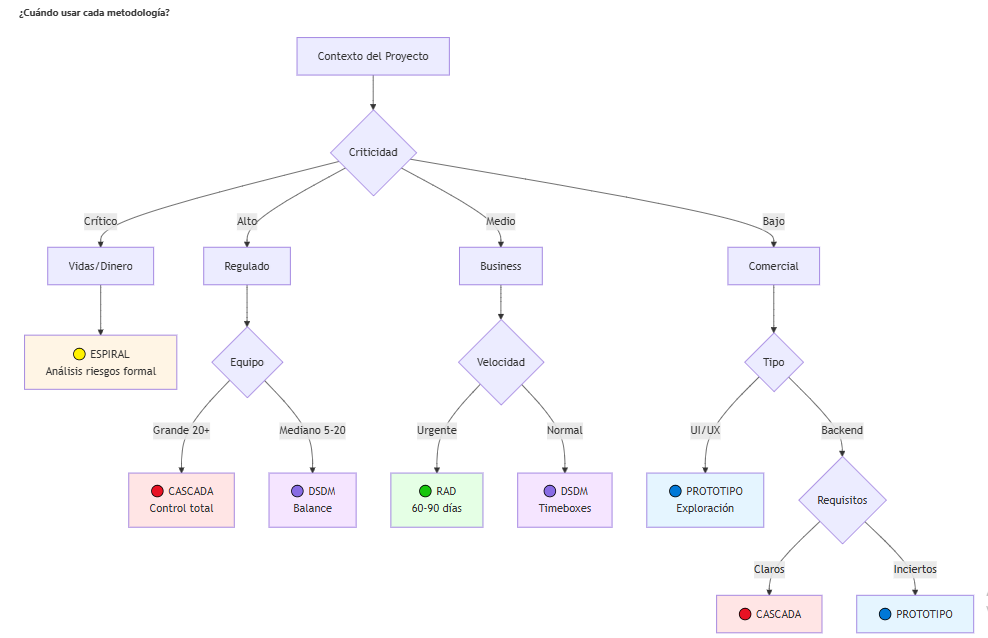 ¿Cuándo usar cada metodología?
Contexto del Proyecto
Criticidad
Crítico
Alto
Medio
Bajo
Vidas/Dinero
Regulado
Business
Comercial
ESPIRAL
Análisis riesgos formal
Equipo
Velocidad
Tipo
Grande 20+
Mediano 5-20
Urgente
Normal
UI/UX
Backend
CASCADA
Control total
DSDM
Balance
RAD
60-90 días
DSDM
Timeboxes
PROTOTIPO
Exploración
Requisitos
Claros
Inciertos
CASCADA
PROTOTIPO